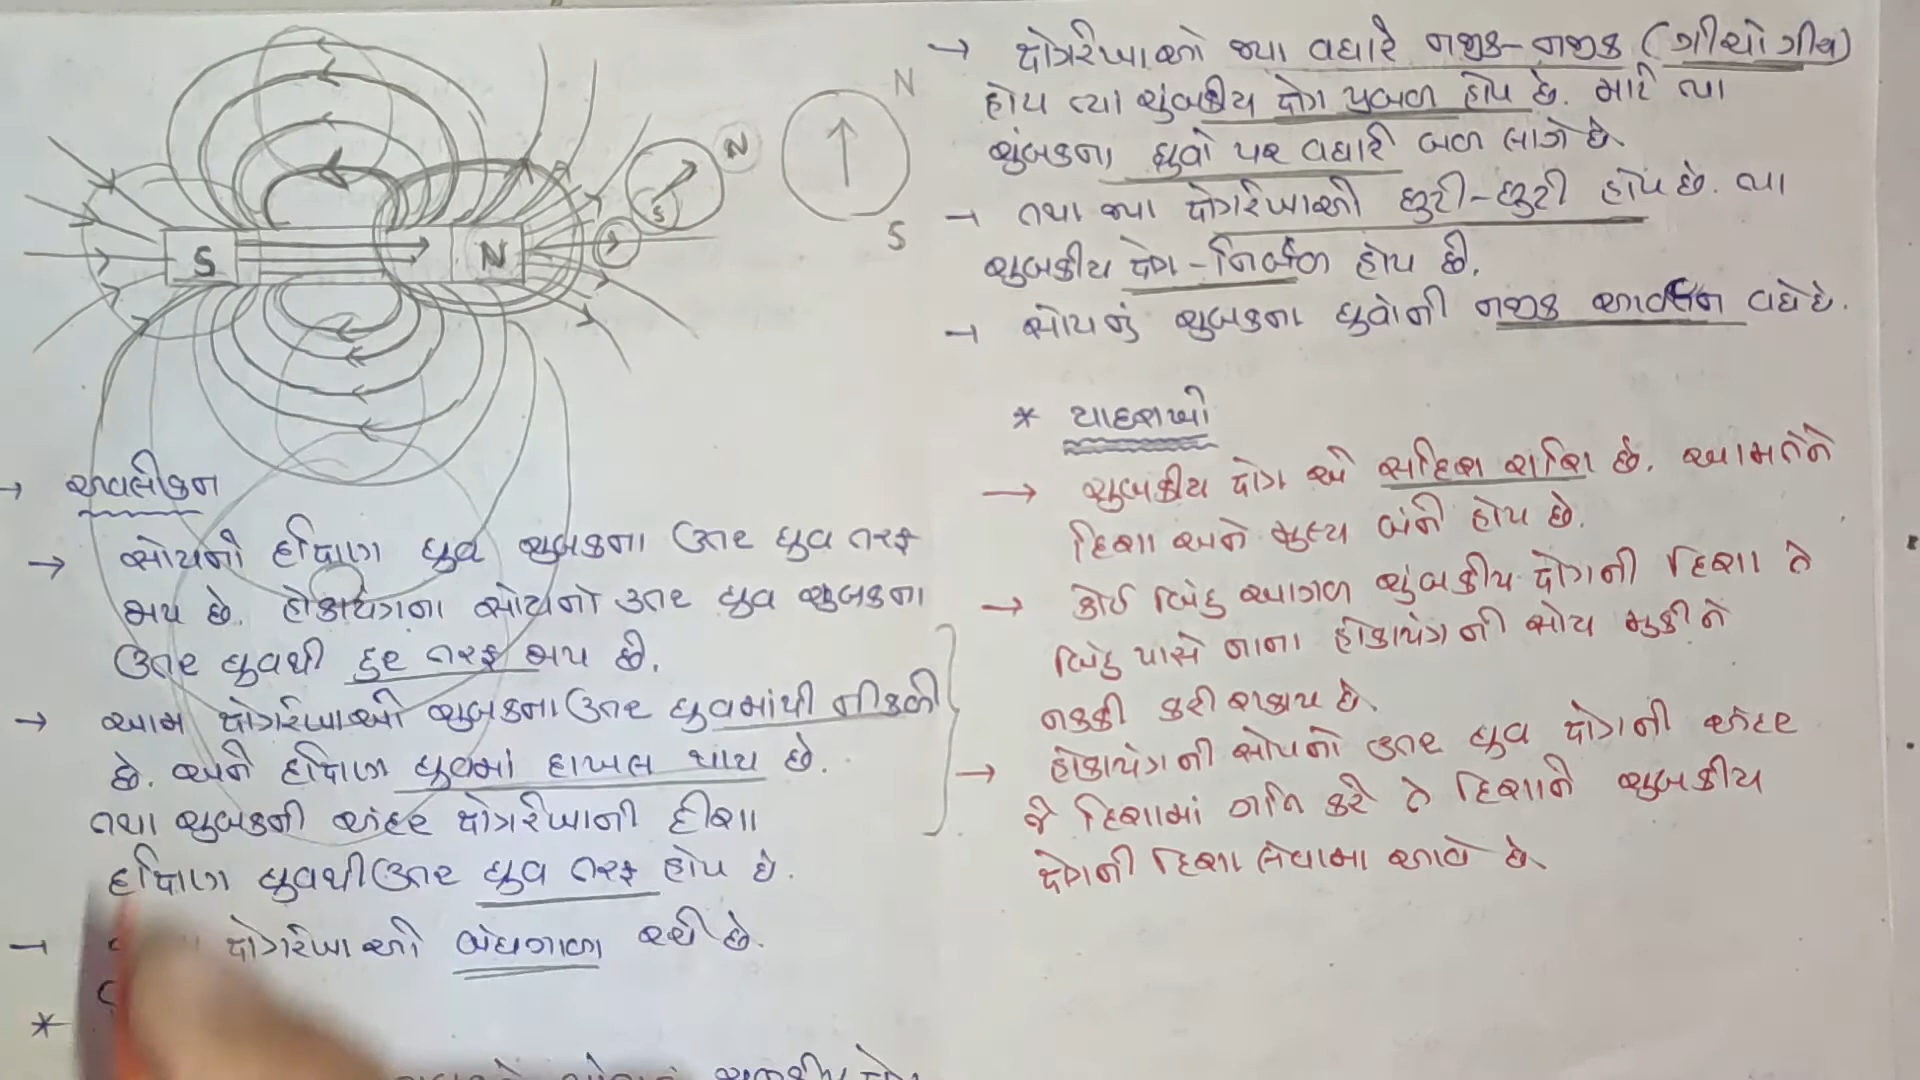 S
N
N
S
N
S
→ અવલોકન
→ સોયનો દક્ષિણ ધ્રુવ ચુબકના ઉત્તર ધ્રુવ તરફ
જાય છે. હોકાયંત્રના સોયનો ઉત્તર ધ્રુવ ચુબકના
ઉત્તર ધ્રુવથી દુર તરફ જાય છે.
→ આમ ક્ષેત્રરેખાઓ ચુબકના ઉત્તર ધ્રુવમાંથી નીકળી
છે. અને દક્ષિણ ધ્રુવમાં દાખલ થાય છે.
તથા ચુબકની અંદર ક્ષેત્રરેખાની દીશા
દક્ષિણ ધ્રુવથી ઉત્તર ધ્રુવ તરફ હોય છે.
→ ક્ષેત્રરેખાઓ બંધગાળા રચે છે.
*
→ ક્ષેત્રરેખાઓ જ્યા વધારે નજીક-નજીક (ગીચોગીચ)
હોય ત્યા ચુંબકીય ક્ષેત્ર પ્રબળ હોય છે. માટે ત્યા
ચુંબકના ધ્રુવો પર વધારે બળ લાગે છે.
→ તથા જ્યા ક્ષેત્રરેખાઓ છુટી-છુટી હોય છે. ત્યા
ચુબકીય ક્ષેત્ર - નિર્બળ હોય છે.
→ સોયનું ચુબકના ધ્રુવોની નજીક આવર્તન વધે છે.
* યાદરાખો
→ ચુબકીય ક્ષેત્ર એ સદિશ રાશિ છે. આમ તેને
દિશા અને મુલ્ય બંને હોય છે.
→ કોઈ બિંદુ આગળ ચુંબકીય ક્ષેત્રની દિશા તે
બિંદુ પાસે નાના હોકાયંત્રની સોય મુકીને
નક્કી કરી શકાય છે.
→ હોકાયંત્રની સોયનો ઉત્તર ધ્રુવ ક્ષેત્રની અંદર
જે દિશામાં ગતિ કરે તે દિશાને ચુબકીય
ક્ષેત્રની દિશા લેવામા આવે છે.